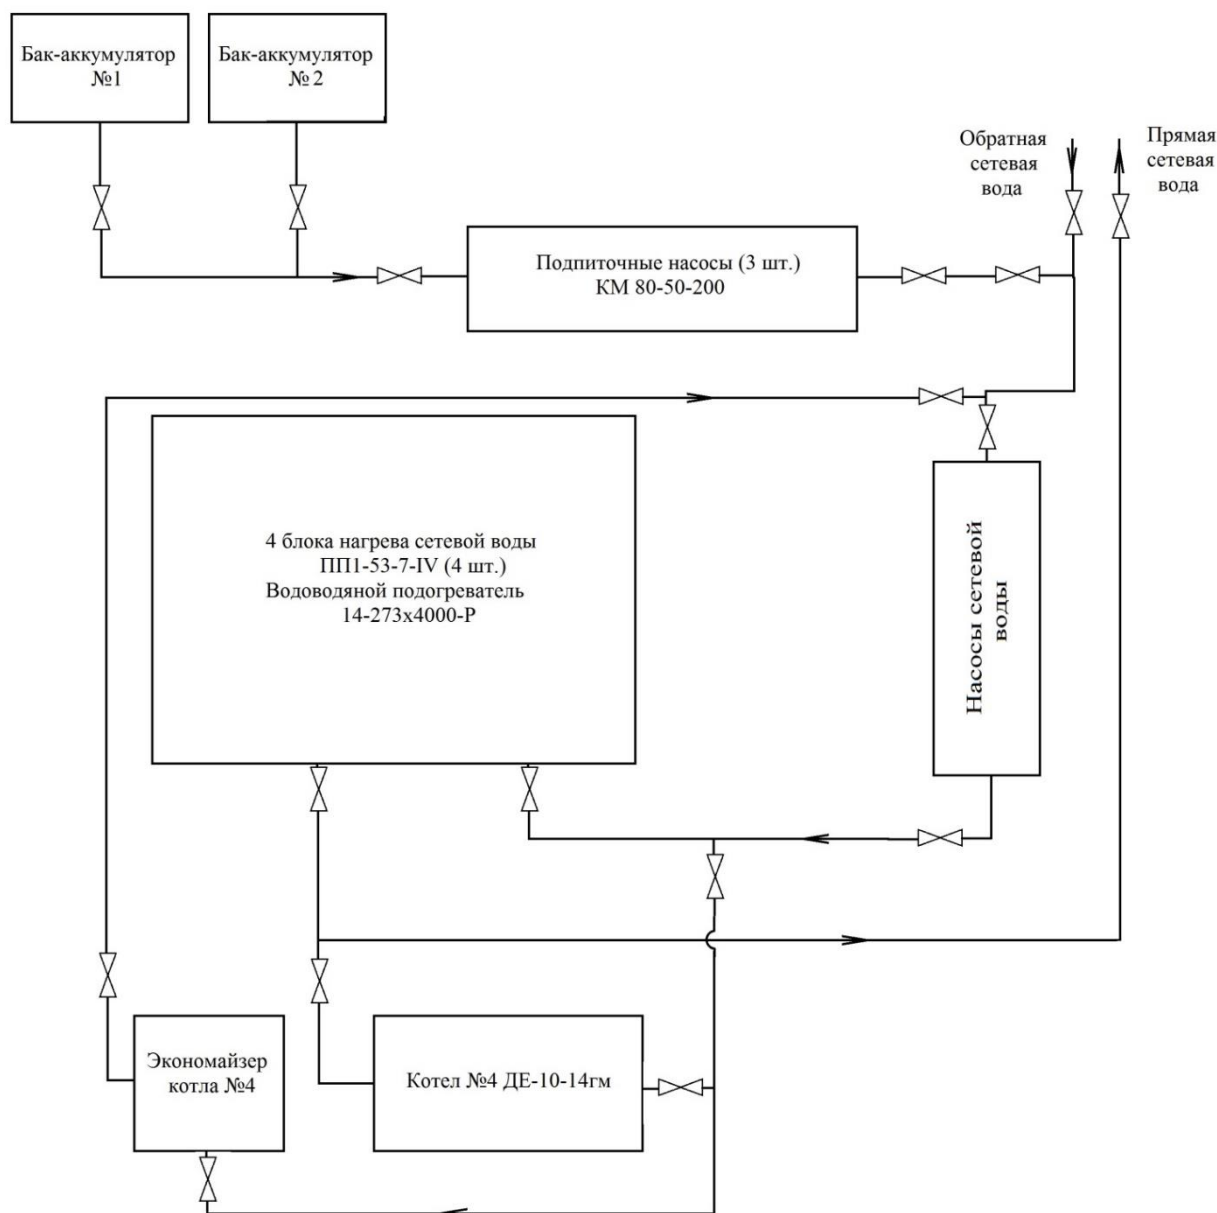 Бак-аккумулятор
№1
Бак-аккумулятор
№ 2
Обратная
сетевая
вода
Прямая
сетевая
вода
Подпиточные насосы (3 шт.)
КМ 80-50-200
4 блока нагрева сетевой воды
ПП1-53-7-IV (4 шт.)
Водоводяной подогреватель
14-273х4000-Р
Насосы сетевой
воды
Экономайзер
котла №4
Котел №4 ДЕ-10-14гм